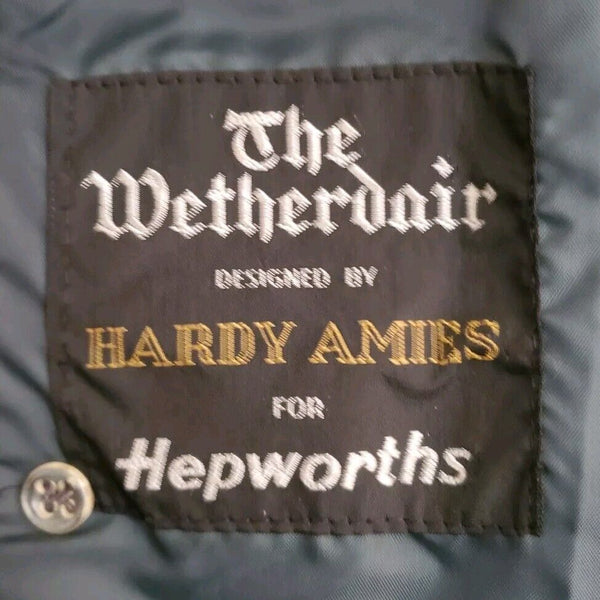 The
Wetherdair
DESIGNED BY
HARDY AMIES
FOR
Hepworths